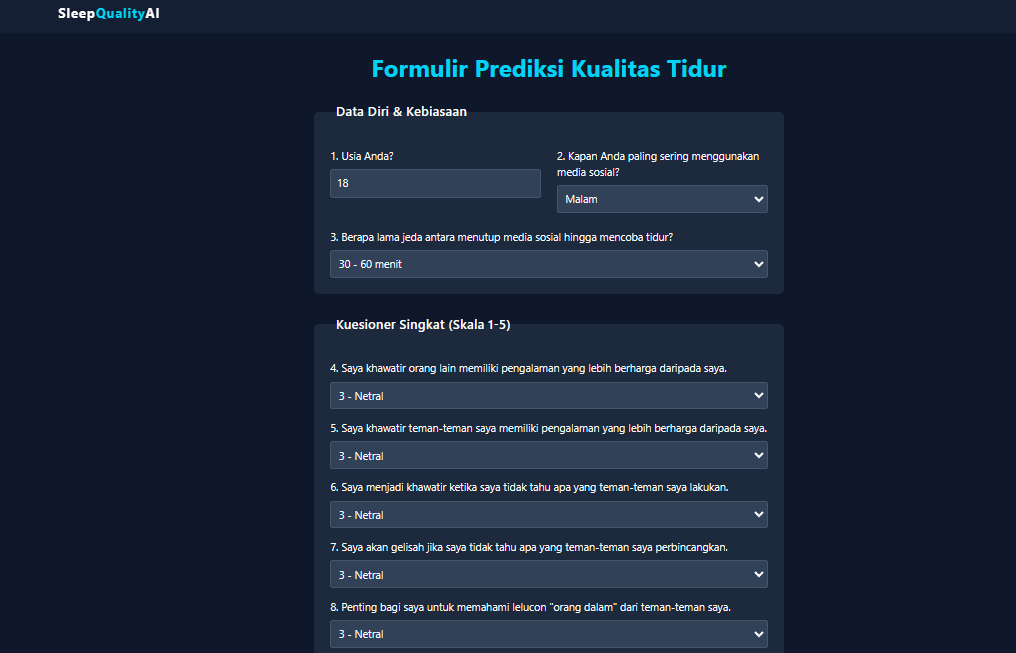 SleepQualityAI
Formulir Prediksi Kualitas Tidur
Data Diri & Kebiasaan
1. Usia Anda?
18
2. Kapan Anda paling sering menggunakan
media sosial?
Malam
3. Berapa lama jeda antara menutup media sosial hingga mencoba tidur?
30 - 60 menit
Kuesioner Singkat (Skala 1-5)
4. Saya khawatir orang lain memiliki pengalaman yang lebih berharga daripada saya.
3 - Netral
5. Saya khawatir teman-teman saya memiliki pengalaman yang lebih berharga daripada saya.
3 - Netral
6. Saya menjadi khawatir ketika saya tidak tahu apa yang teman-teman saya lakukan.
3 - Netral
7. Saya akan gelisah jika saya tidak tahu apa yang teman-teman saya perbincangkan.
3 - Netral
8. Penting bagi saya untuk memahami lelucon "orang dalam" dari teman-teman saya.
3 - Netral